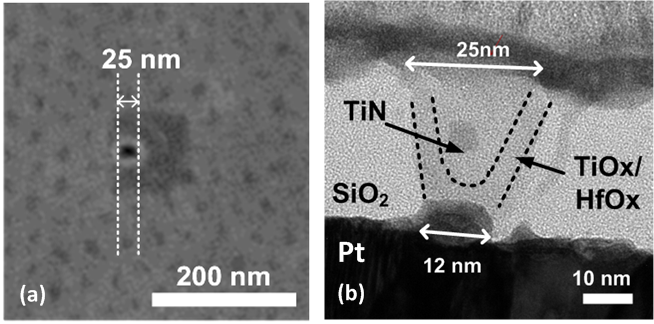 25 nm
200 nm
(a)
25nm
TiN
TiOx/
HfOx
SiO₂
Pt
12 nm
10 nm
(b)